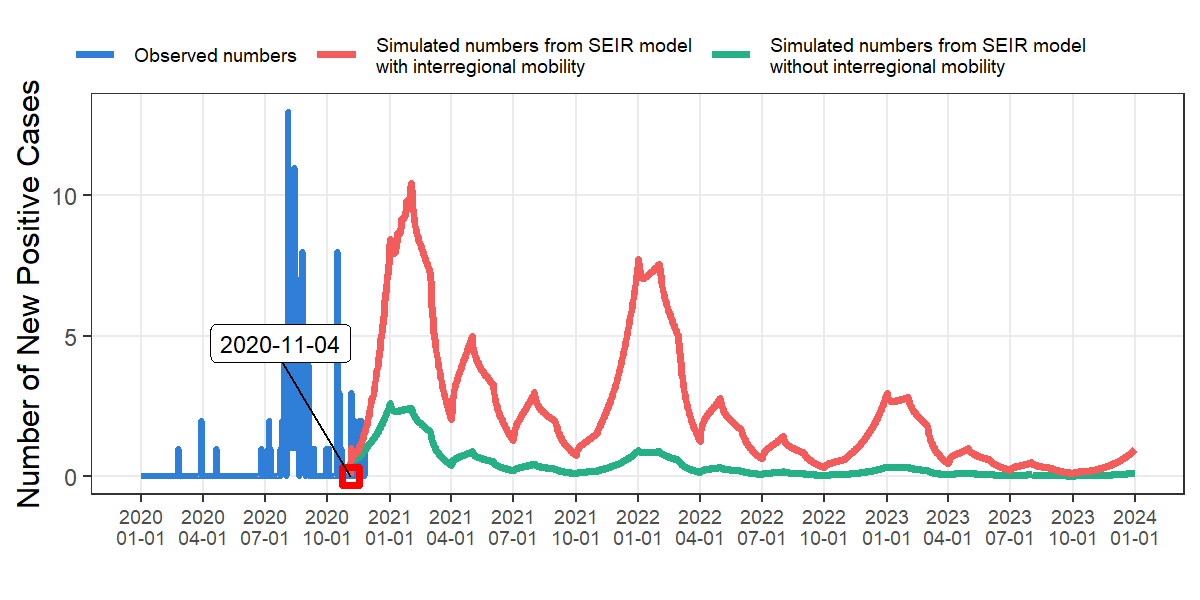 Observed numbers
Simulated numbers from SEIR model
with interregional mobility
Simulated numbers from SEIR model
without interregional mobility
Number of New Positive Cases
10
5
0
2020-11-04
2020 2020 2020 2020 2021 2021 2021 2021 2022 2022 2022 2022 2023 2023 2023 2023 2024
01-01 04-01 07-01 10-01 01-01 04-01 07-01 10-01 01-01 04-01 07-01 10-01 01-01 04-01 07-01 10-01 01-01